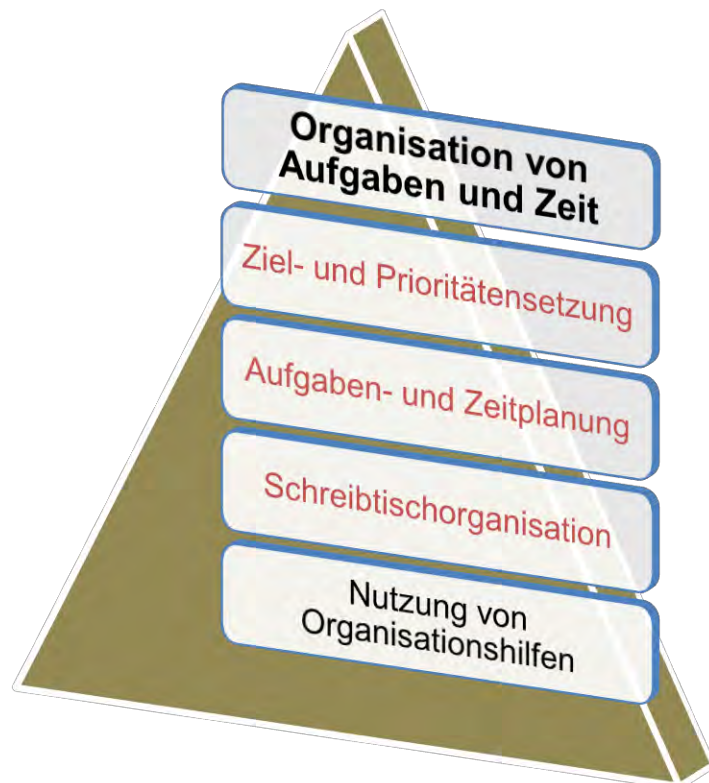 Organisation von
Aufgaben und Zeit
Ziel- und Prioritätensetzung
Aufgaben- und Zeitplanung
Schreibtischorganisation
Nutzung von
Organisationshilfen